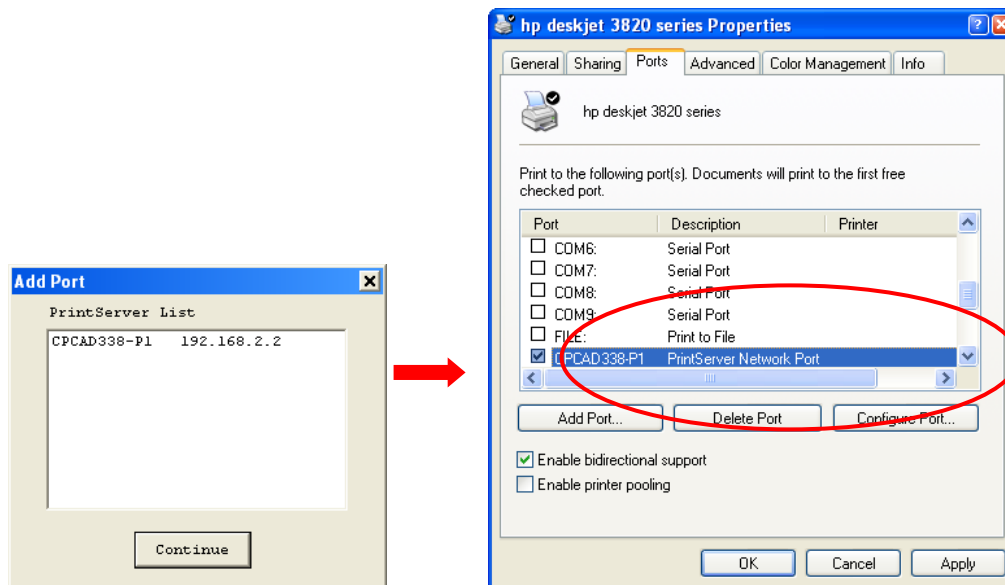 Add Port
PrintServer List
CPCAD338-P1 192.168.2.2
Continue
hp deskjet 3820 series Properties
General Sharing Ports Advanced Color Management Info
hp deskjet 3820 series
Print to the following port(s). Documents will print to the first free
checked port.
Port Description Printer
COM6: Serial Port
COM7: Serial Port
COM8: Serial Port
COM9: Serial Port
FILE: Print to File
CPCAD338-P1 PrintServer Network Port
Add Port... Delete Port Configure Port...
Enable bidirectional support
Enable printer pooling
OK Cancel Apply